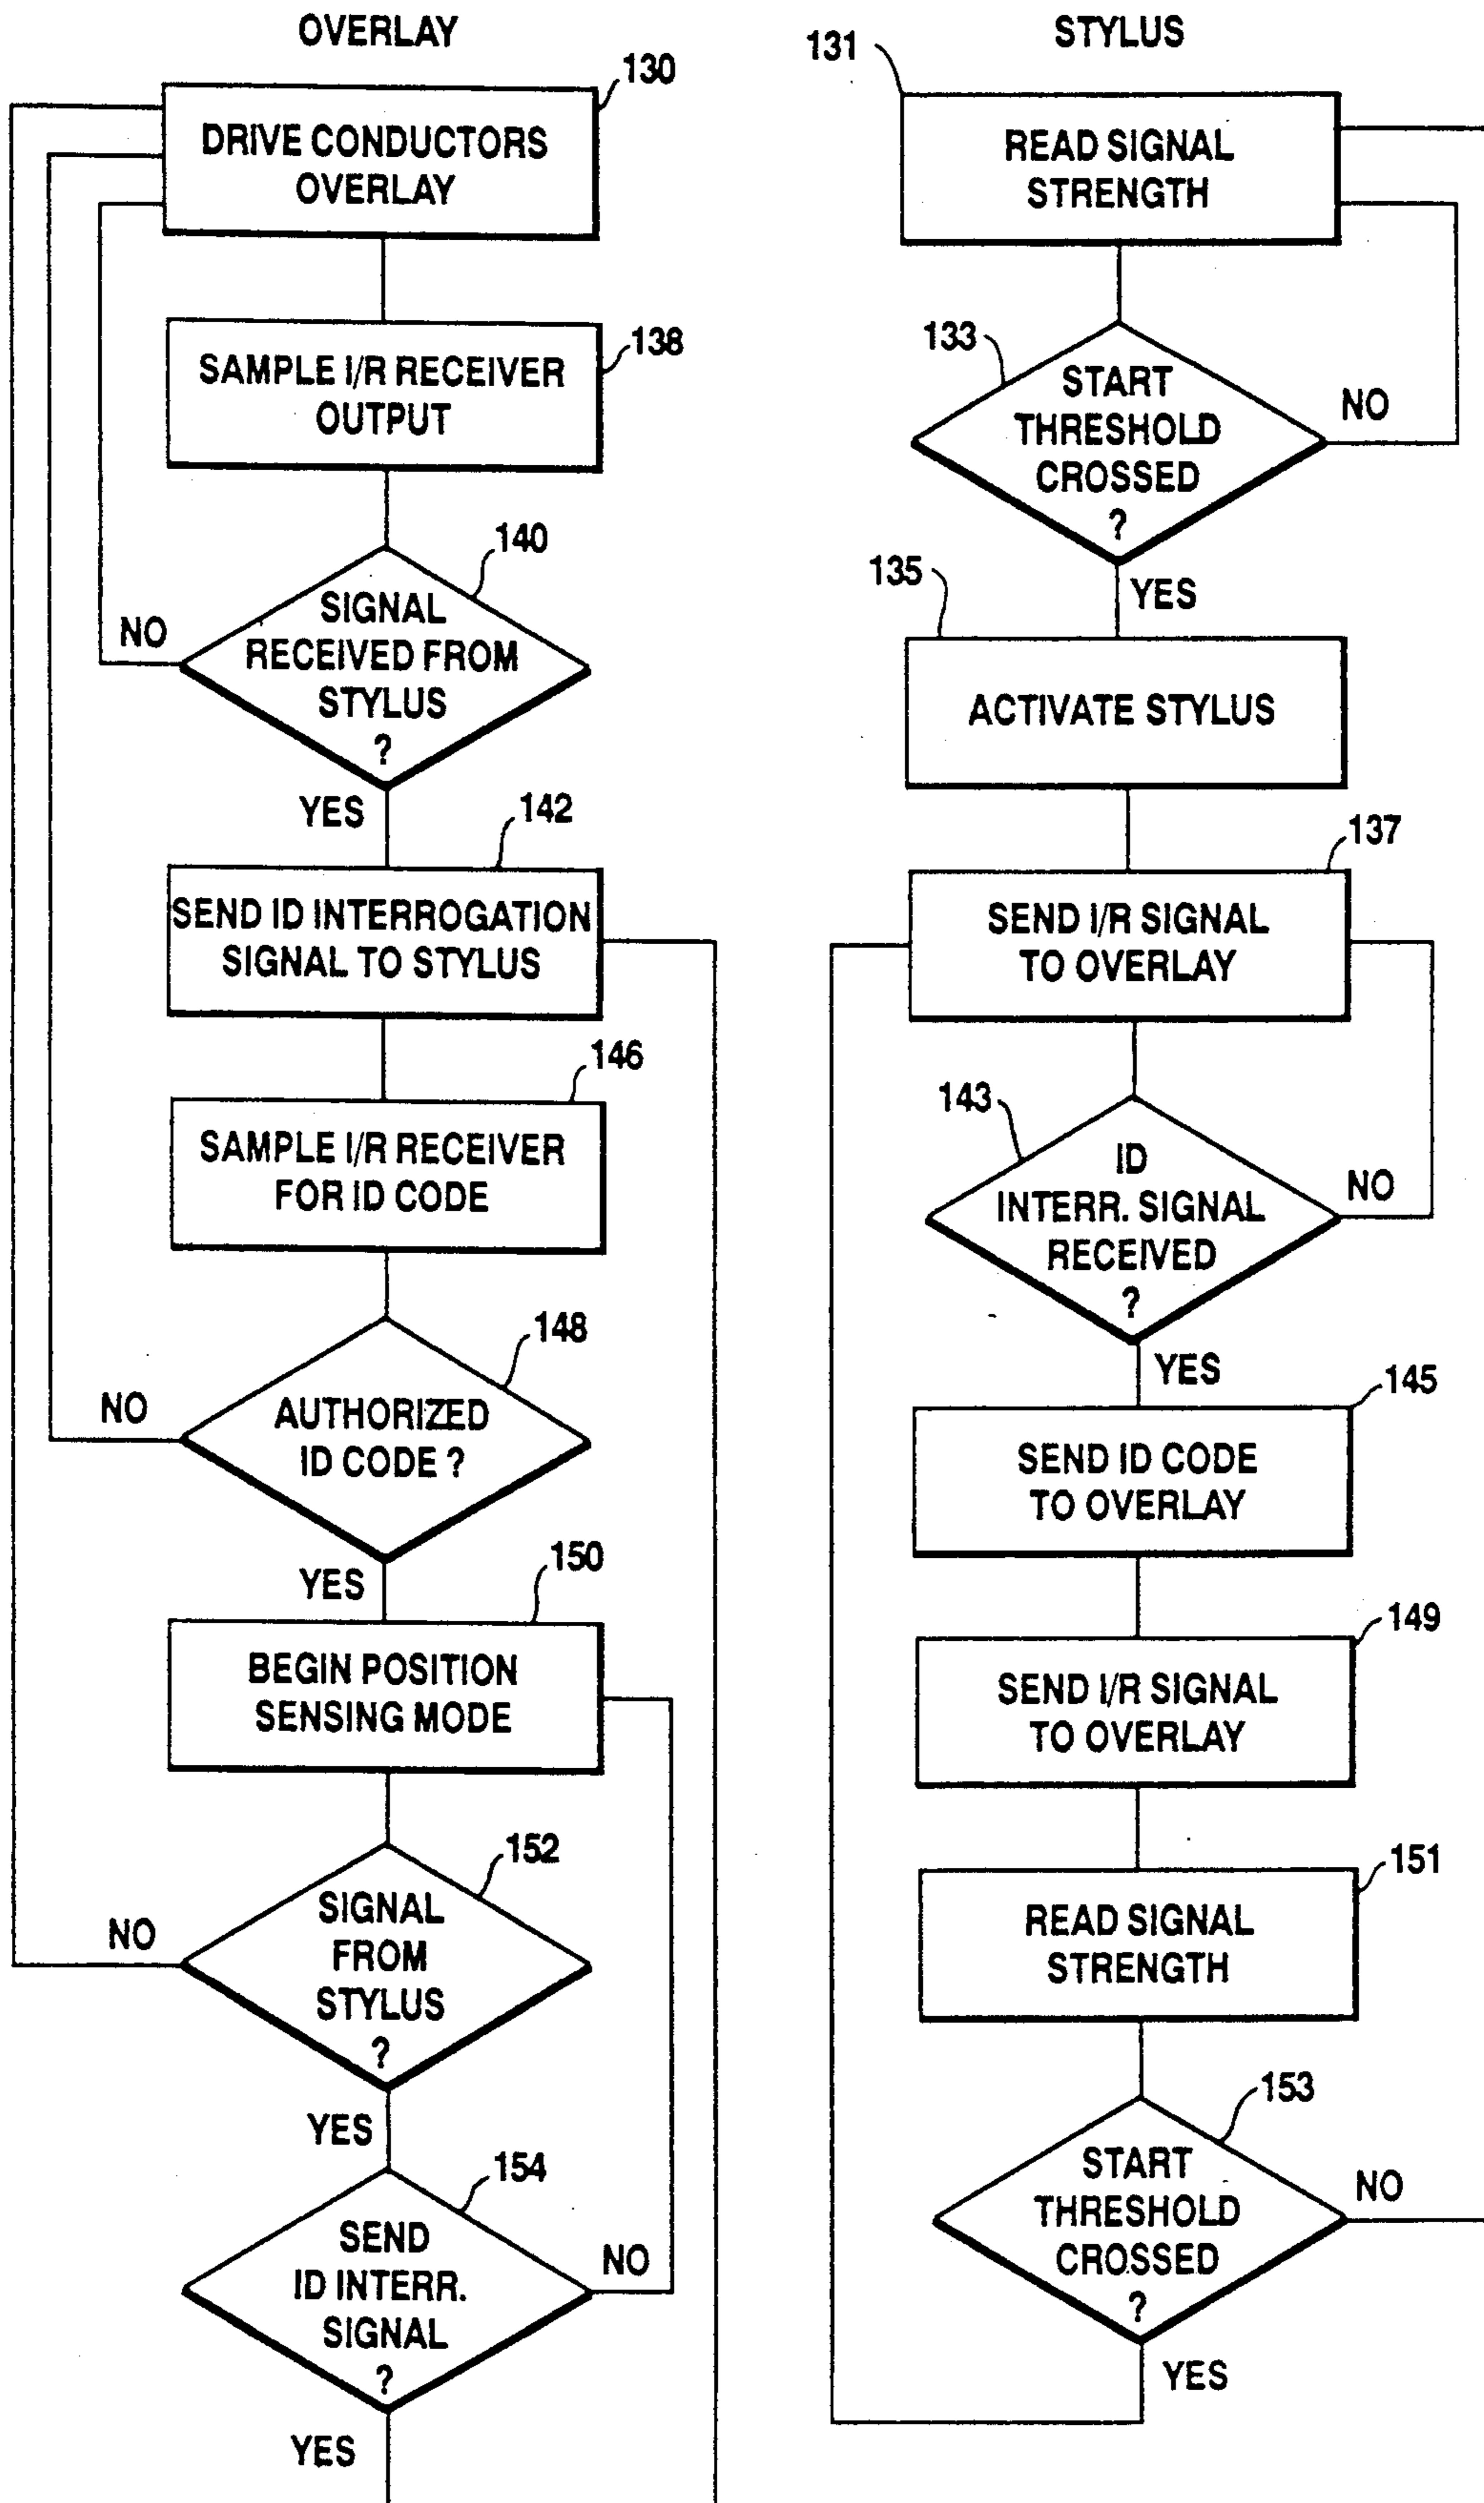 OVERLAY
130
DRIVE CONDUCTORS
OVERLAY
138
SAMPLE I/R RECEIVER
OUTPUT
140
SIGNAL
RECEIVED FROM
STYLUS
?
NO
YES
142
SEND ID INTERROGATION
SIGNAL TO STYLUS
146
SAMPLE I/R RECEIVER
FOR ID CODE
148
AUTHORIZED
ID CODE ?
NO
YES
150
BEGIN POSITION
SENSING MODE
152
SIGNAL
FROM
STYLUS
?
NO
YES
154
SEND
ID INTERR.
SIGNAL
?
NO
YES
STYLUS
131
READ SIGNAL
STRENGTH
133
START
THRESHOLD
CROSSED
?
NO
YES
135
ACTIVATE STYLUS
137
SEND I/R SIGNAL
TO OVERLAY
143
ID
INTERR. SIGNAL
RECEIVED
?
NO
YES
145
SEND ID CODE
TO OVERLAY
149
SEND I/R SIGNAL
TO OVERLAY
151
READ SIGNAL
STRENGTH
153
START
THRESHOLD
CROSSED
?
NO
YES